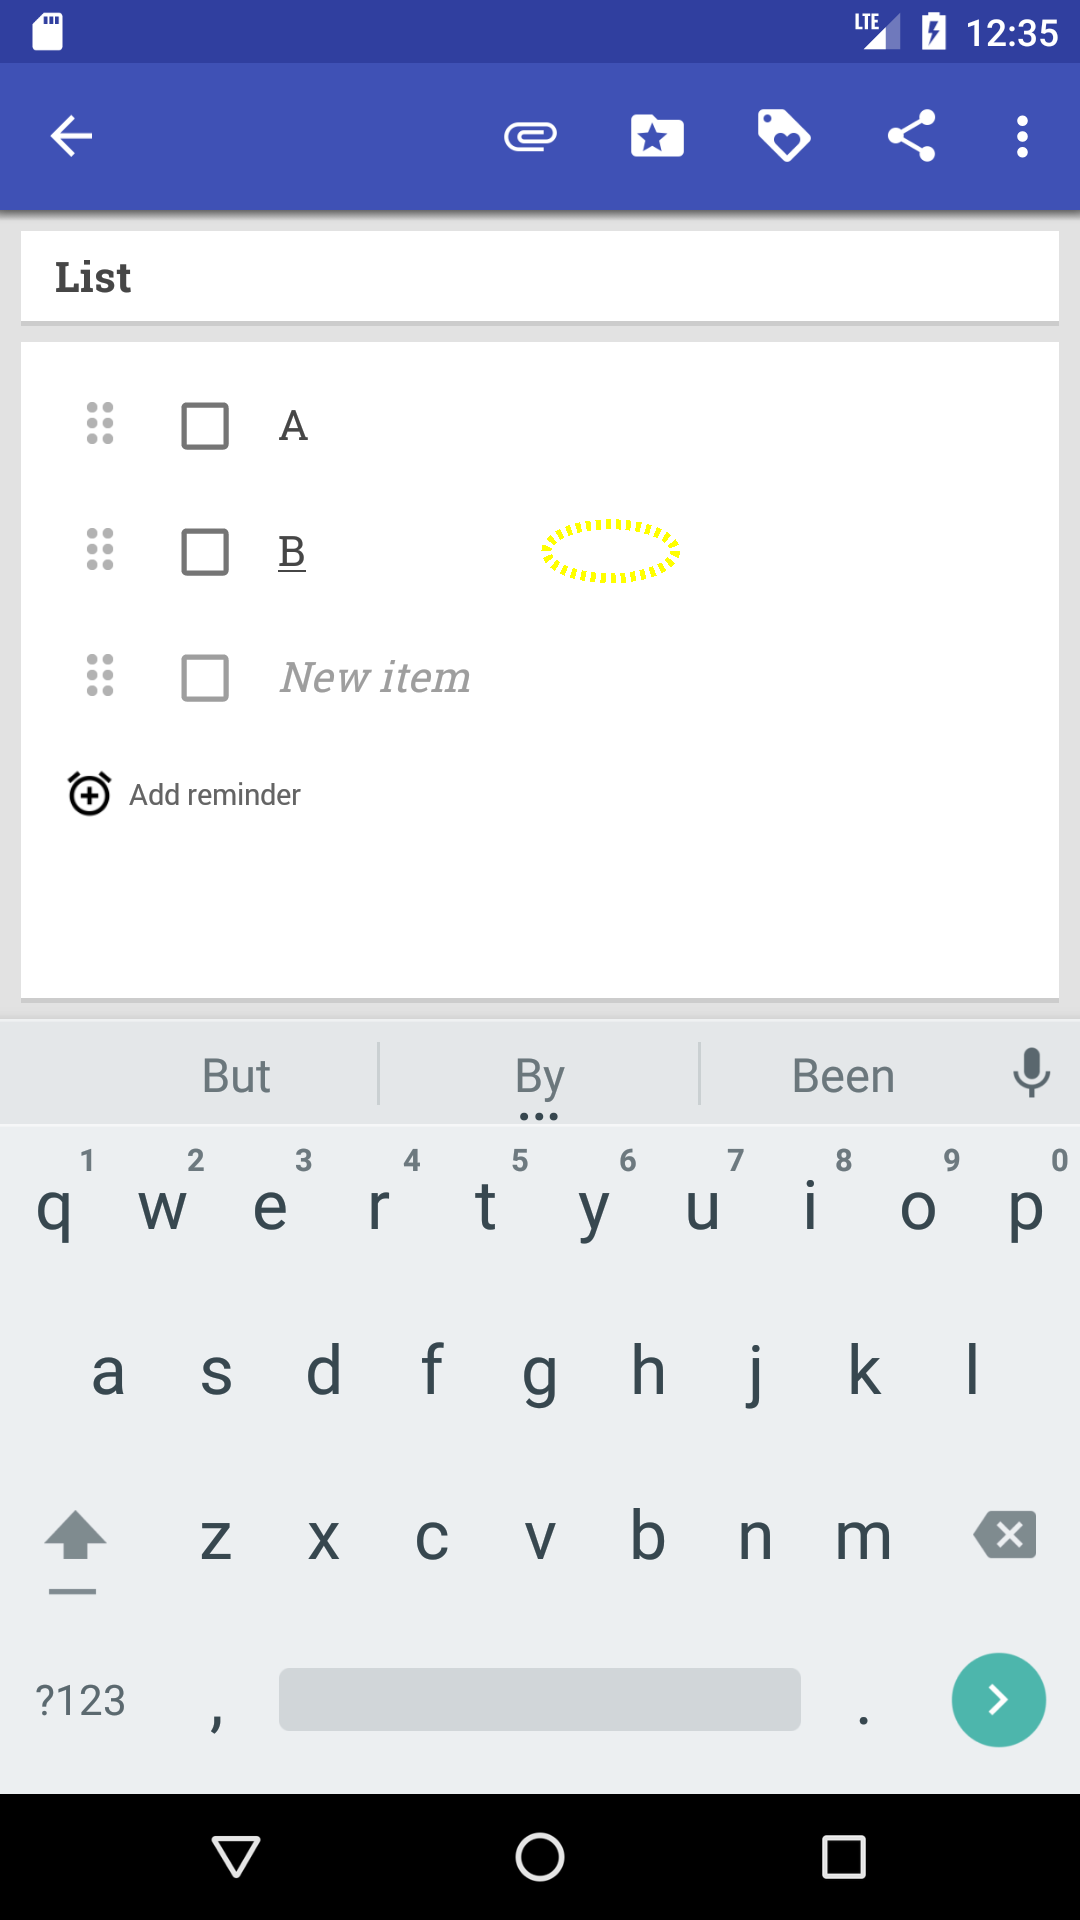 LTE 12:35
List
A
B
New item
Add reminder
But By Been
1 2 3 4 5 6 7 8 9 0
q w e r t y u i o p
a s d f g h j k l
z x c v b n m
?123 , .